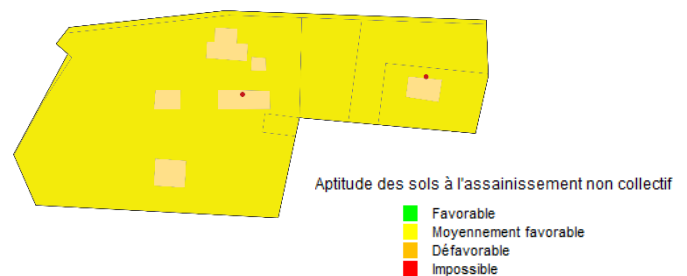 Aptitude des sols à l'assainissement non collectif
Favorable
Moyennement favorable
Défavorable
Impossible